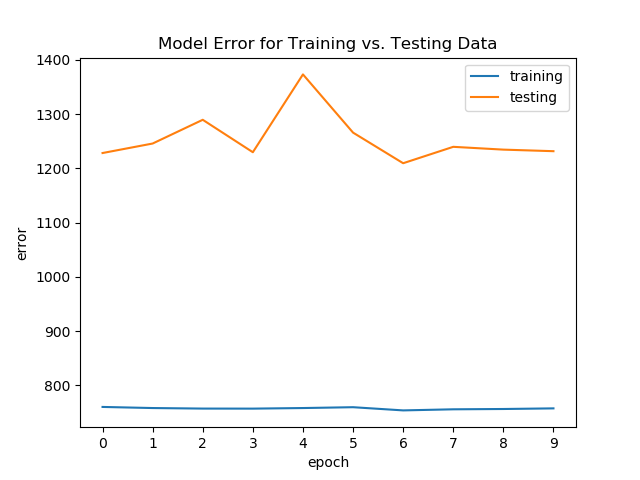 Model Error for Training vs. Testing Data
training
testing
1400
1300
1200
1100
1000
900
800
error
0 1 2 3 4 5 6 7 8 9
epoch